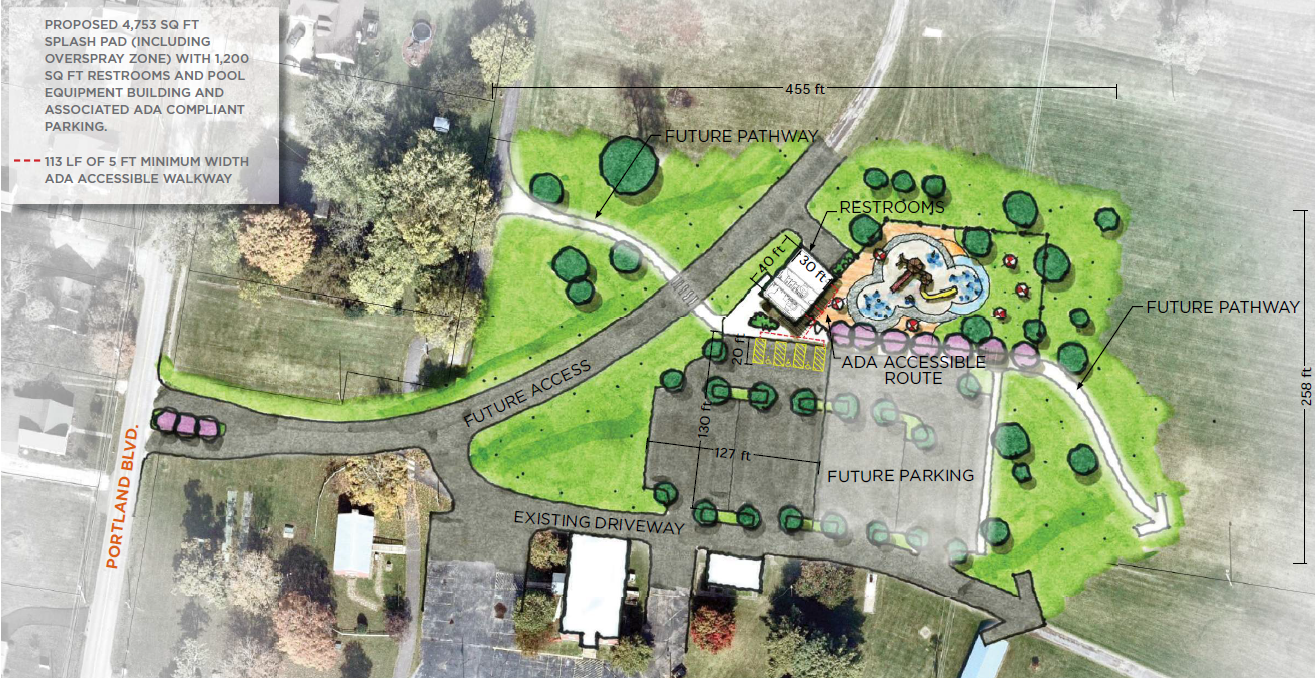 PROPOSED 4,753 SQ FT
SPLASH PAD (INCLUDING
OVERSPRAY ZONE) WITH 1,200
SQ FT RESTROOMS AND POOL
EQUIPMENT BUILDING AND
ASSOCIATED ADA COMPLIANT
PARKING.
113 LF OF 5 FT MINIMUM WIDTH
ADA ACCESSIBLE WALKWAY
455 ft
FUTURE PATHWAY
RESTROOMS
40 ft
30 ft
FUTURE PATHWAY
ADA ACCESSIBLE
ROUTE
20 ft
258 ft
FUTURE ACCESS
130 ft
127 ft
FUTURE PARKING
PORTLAND BLVD.
EXISTING DRIVEWAY